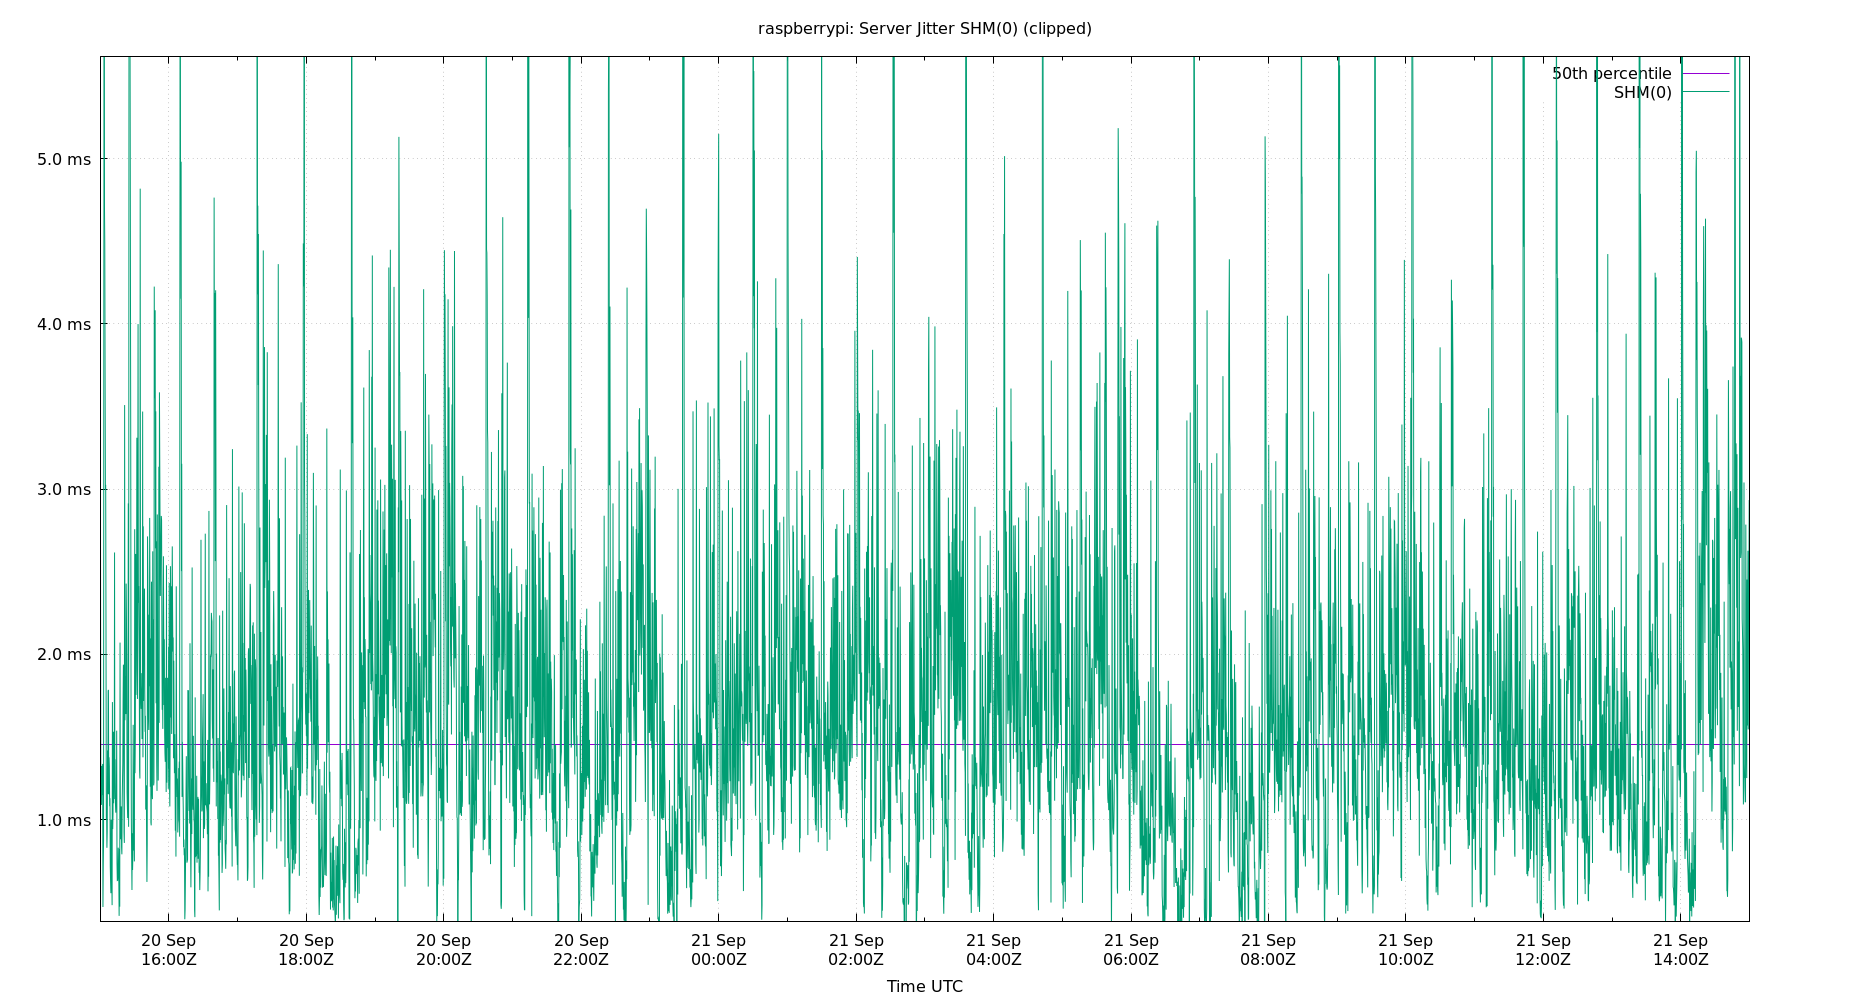 raspberrypi: Server Jitter SHM(0) (clipped)
50th percentile
SHM(0)
5.0 ms
4.0 ms
3.0 ms
2.0 ms
1.0 ms
20 Sep 20 Sep 20 Sep 20 Sep 21 Sep 21 Sep 21 Sep 21 Sep 21 Sep 21 Sep 21 Sep 21 Sep
16:00Z 18:00Z 20:00Z 22:00Z 00:00Z 02:00Z 04:00Z 06:00Z 08:00Z 10:00Z 12:00Z 14:00Z
Time UTC